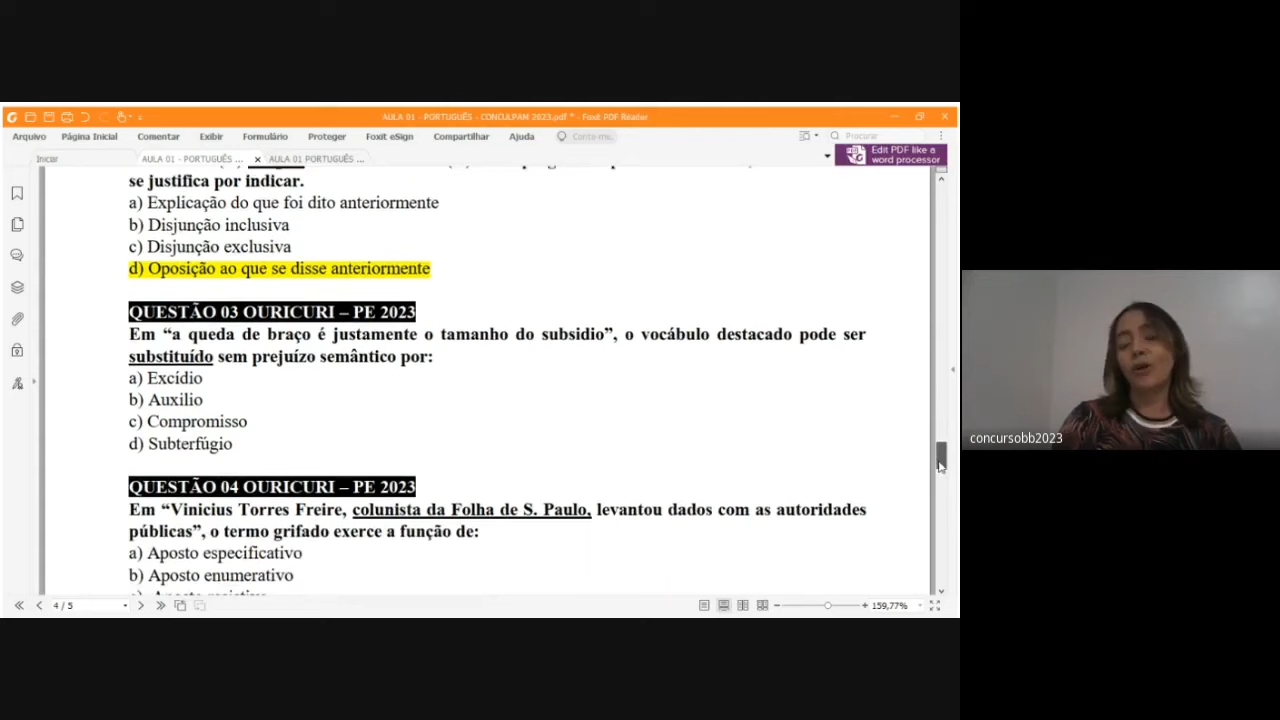 AULA 01 - PORTUGUÊS - CONCULPAM 2023.pdf * - Foxit PDF Reader
Arquivo Página Inicial Comentar Exibir Formulário Proteger Foxit eSign Compartilhar Ajuda Conta-me. Procurar
Iniciar AULA 01 - PORTUGUÊS ... AULA 01 PORTUGUÊS ... Edit PDF like a
word processor
se justifica por indicar.
a) Explicação do que foi dito anteriormente
b) Disjunção inclusiva
c) Disjunção exclusiva
d) Oposição ao que se disse anteriormente
QUESTÃO 03 OURICURI – PE 2023
Em “a queda de braço é justamente o tamanho do subsidio”, o vocábulo destacado pode ser
substituído sem prejuízo semântico por:
a) Excídio
b) Auxilio
c) Compromisso
d) Subterfúgio
QUESTÃO 04 OURICURI – PE 2023
Em “Vinicius Torres Freire, colunista da Folha de S. Paulo, levantou dados com as autoridades
públicas”, o termo grifado exerce a função de:
a) Aposto especificativo
b) Aposto enumerativo
4 / 5 159,77%
concursobb2023